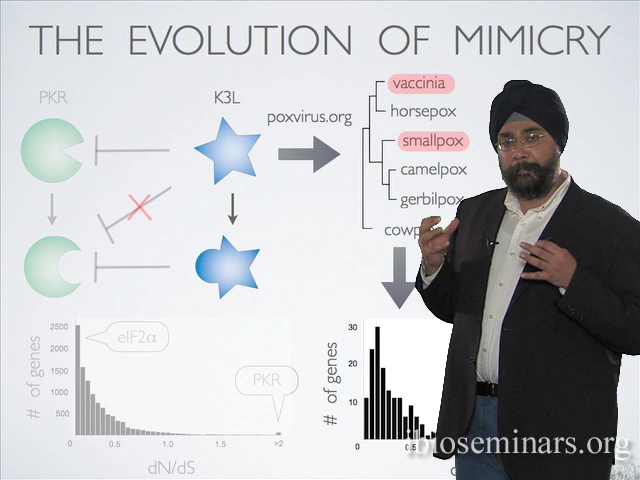 THE EVOLUTION OF MIMICRY
PKR
K3L
poxvirus.org
vaccinia
horsepox
smallpox
camelpox
gerbilpox
# of genes
2500
2000
1500
1000
500
0
0.5
1.0
1.5
>2
dN/dS
eIF2α
PKR
# of genes
30
20
10
0
0.5
ibioseminars.org